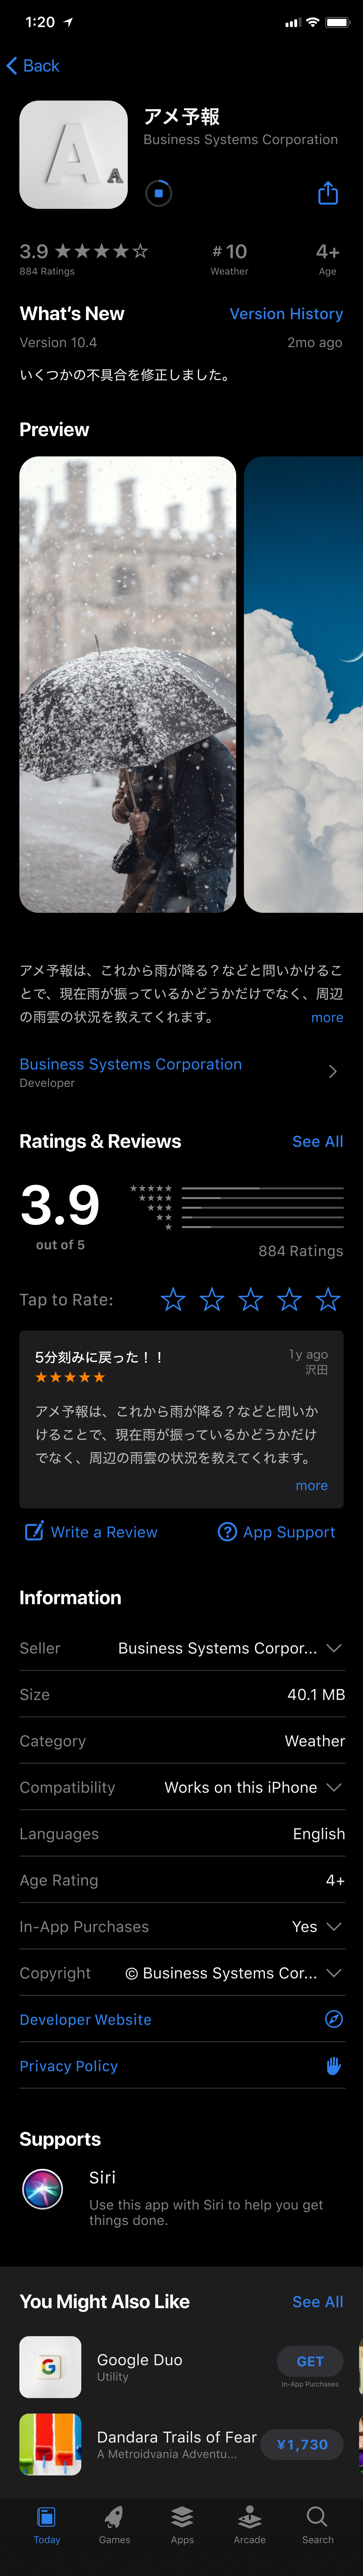 1:20
Back
アメ予報
Business Systems Corporation
A
A
3.9 ★★★★☆
# 10
4+
884 Ratings
Weather
Age
What's New
Version History
Version 10.4
2mo ago
いくつかの不具合を修正しました。
Preview
アメ予報は、これから雨が降る？などと問いかけるこ
とで、現在雨が振っているかどうかだけでなく、周辺
の雨雲の状況を教えてくれます。
more
Business Systems Corporation
Developer
Ratings & Reviews
See All
3.9
out of 5
884 Ratings
Tap to Rate:
5分刻みに戻った！！
1y ago
沢田
アメ予報は、これから雨が降る？などと問いか
けることで、現在雨が振っているかどうかだけ
でなく、周辺の雨雲の状況を教えてくれます。
more
Write a Review
App Support
Information
Seller
Business Systems Corpor...
Size
40.1 MB
Category
Weather
Compatibility
Works on this iPhone
Languages
English
Age Rating
4+
In-App Purchases
Yes
Copyright
© Business Systems Cor...
Developer Website
Privacy Policy
Supports
Siri
Use this app with Siri to help you get
things done.
You Might Also Like
See All
G
Google Duo
Utility
GET
In-App Purchases
Dandara Trails of Fear
A Metroidvania Adventu...
¥1,730
Today
Games
Apps
Arcade
Search